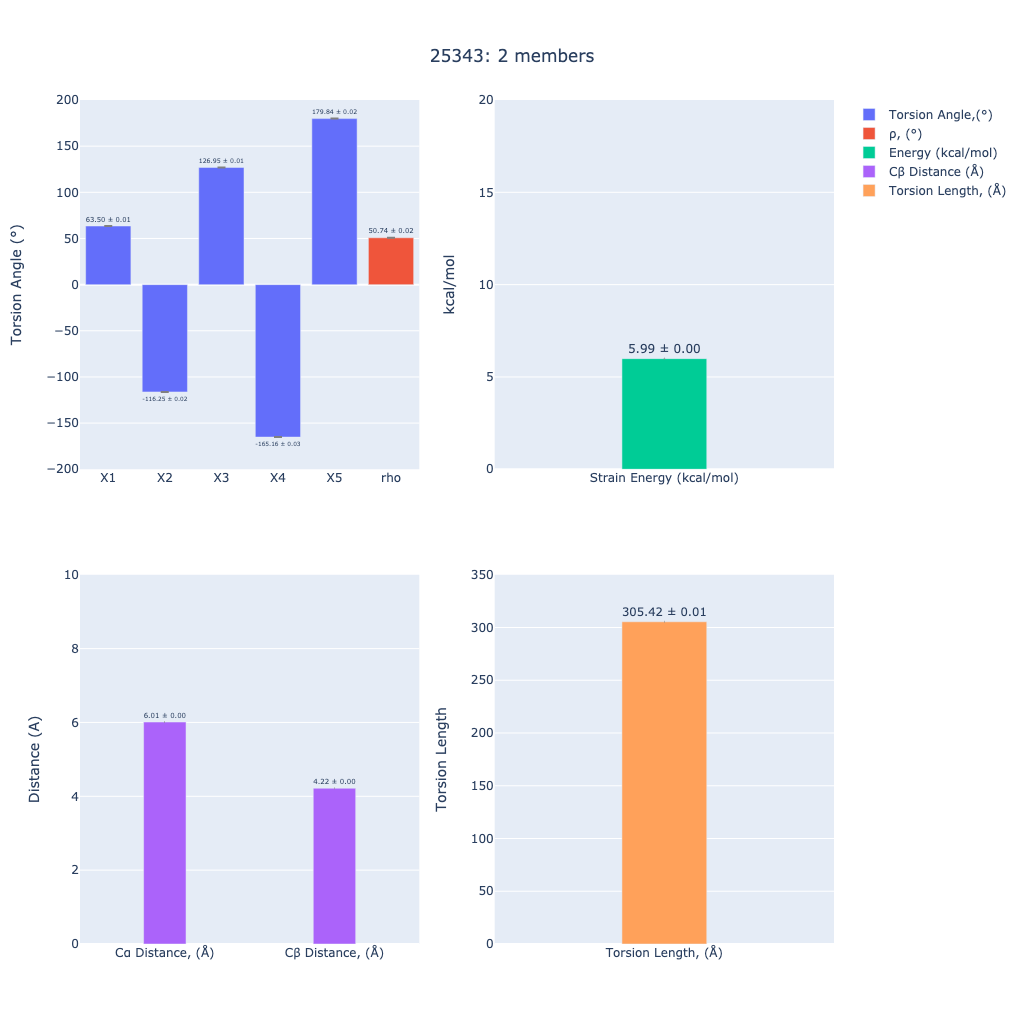 25343: 2 members
200
150
100
50
0
−50
−100
−150
−200
Torsion Angle (°)
63.50 ± 0.01
-116.25 ± 0.02
126.95 ± 0.01
-165.16 ± 0.03
179.84 ± 0.02
50.74 ± 0.02
X1 X2 X3 X4 X5 rho
20
15
10
5
0
kcal/mol
5.99 ± 0.00
Strain Energy (kcal/mol)
Torsion Angle,(°)
ρ, (°)
Energy (kcal/mol)
Cβ Distance (Å)
Torsion Length, (Å)
10
8
6
4
2
0
Distance (A)
6.01 ± 0.00
4.22 ± 0.00
Cα Distance, (Å) Cβ Distance, (Å)
350
300
250
200
150
100
50
0
Torsion Length
305.42 ± 0.01
Torsion Length, (Å)